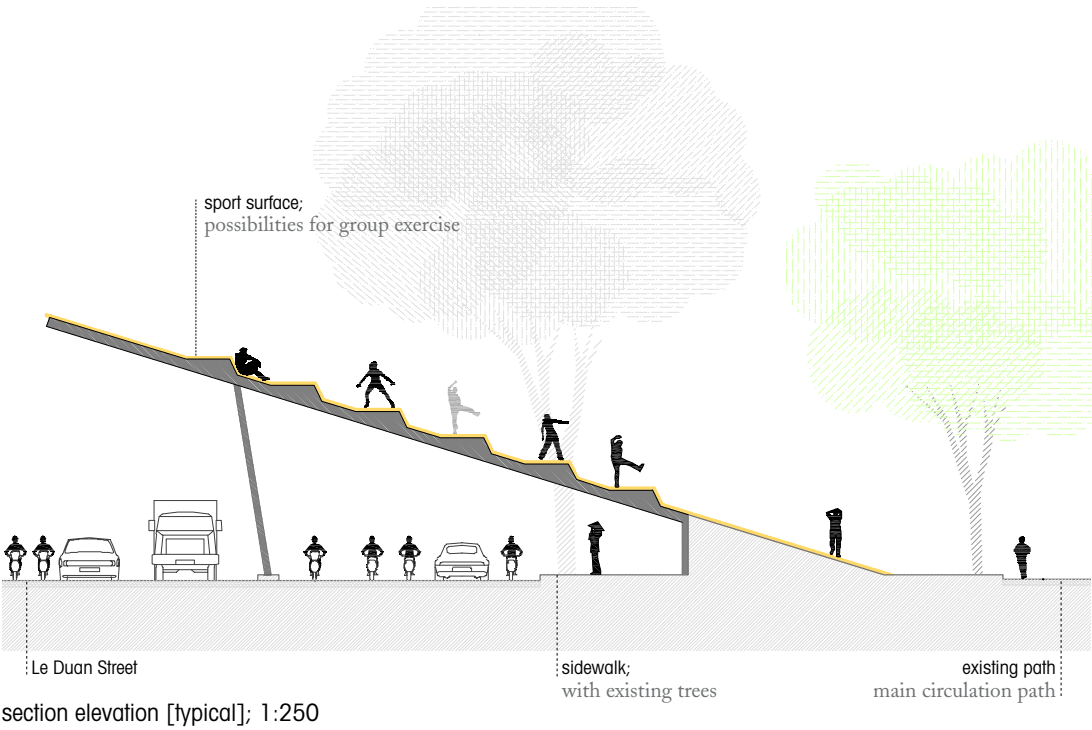 sport surface;
possibilities for group exercise
Le Duan Street
sidewalk;
with existing trees
existing path
main circulation path
section elevation [typical]; 1:250